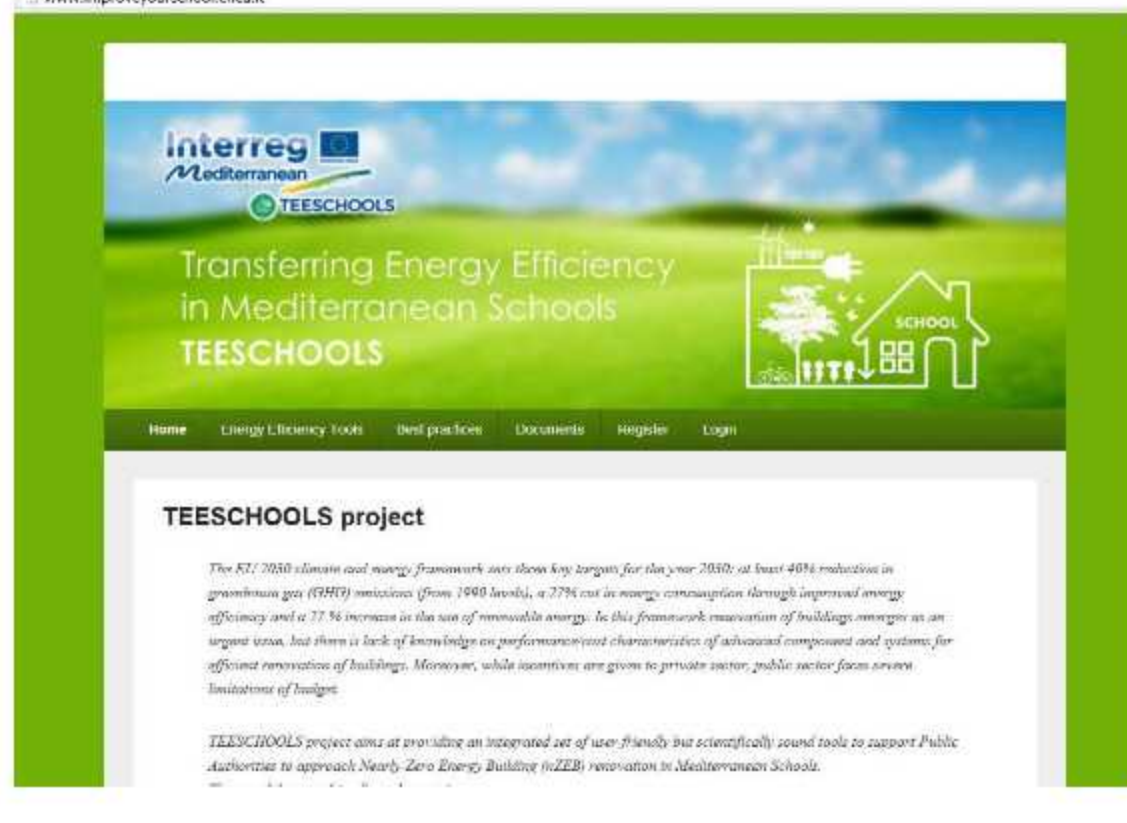 Interreg
Mediterranean
TEESCHOOLS
Transferring Energy Efficiency
in Mediterranean Schools
TEESCHOOLS
SCHOOL
Home Energy Efficiency Tools Best practices Documents Register Login
TEESCHOOLS project
The EU 2030 climate and energy framework sets three key targets for the year 2030: at least 40% reduction in
greenhouse gas (GHG) emissions (from 1990 levels), a 27% cut in energy consumption through improved energy
efficiency and a 27 % increase in the use of renewable energy. In this framework renovation of buildings emerges as an
urgent issue, but there is lack of knowledge on performance/cost characteristics of advanced component and systems for
efficient renovation of buildings. Moreover, while incentives are given to private sector, public sector faces severe
limitations of budget.
TEESCHOOLS project aims at providing an integrated set of user-friendly but scientifically sound tools to support Public
Authorities to approach Nearly Zero Energy Building (nZEB) renovation in Mediterranean Schools.